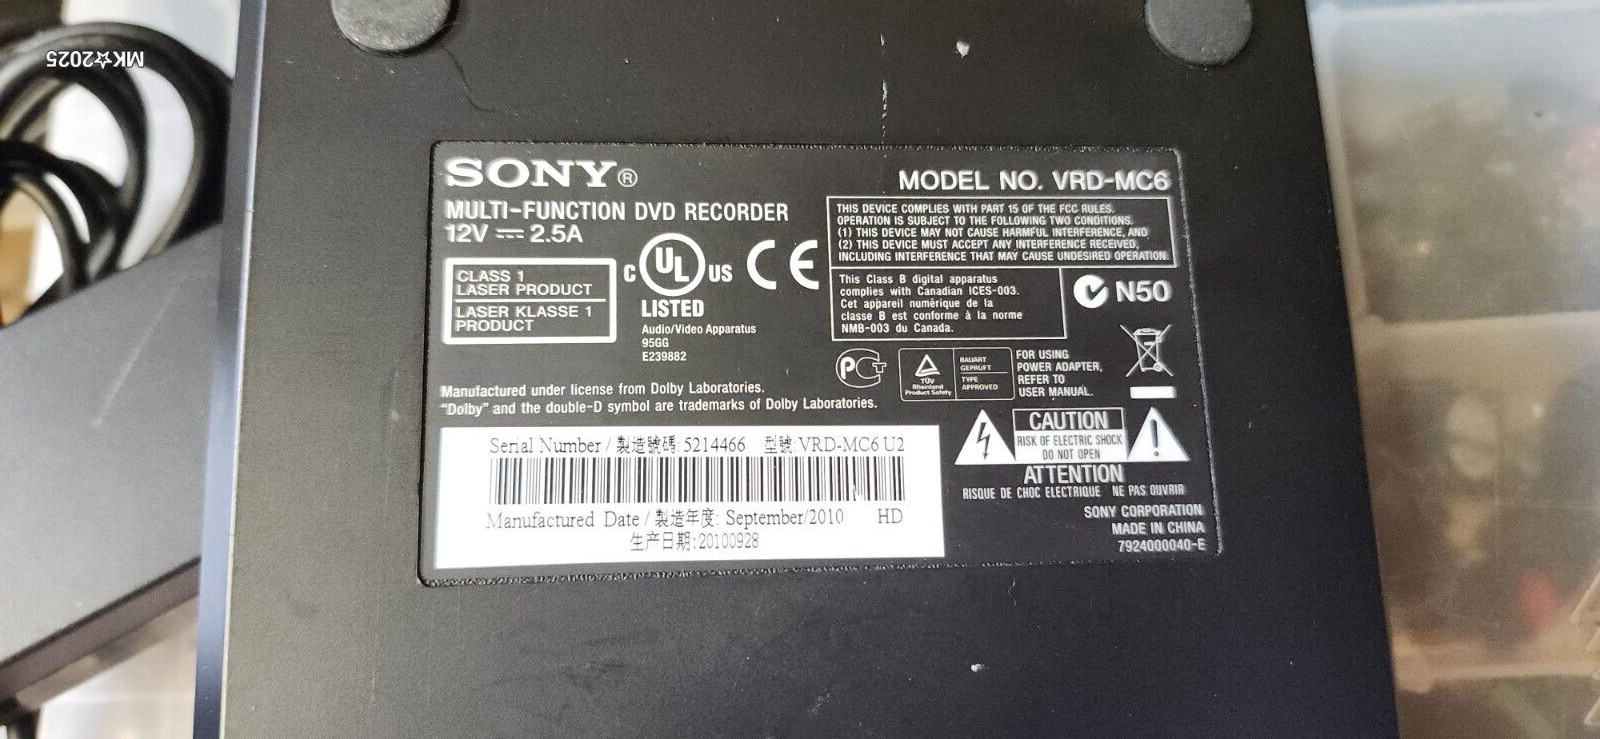 MK☆2025
SONY®
MODEL NO. VRD-MC6
MULTI-FUNCTION DVD RECORDER
12V ⎓ 2.5A
THIS DEVICE COMPLIES WITH PART 15 OF THE FCC RULES.
OPERATION IS SUBJECT TO THE FOLLOWING TWO CONDITIONS.
(1) THIS DEVICE MAY NOT CAUSE HARMFUL INTERFERENCE, AND
(2) THIS DEVICE MUST ACCEPT ANY INTERFERENCE RECEIVED,
INCLUDING INTERFERENCE THAT MAY CAUSE UNDESIRED OPERATION.
CLASS 1
LASER PRODUCT
LASER KLASSE 1
PRODUCT
C UL US
LISTED
Audio/Video Apparatus
95GG
E239882
CE
This Class B digital apparatus
complies with Canadian ICES-003.
Cet appareil numérique de la
classe B est conforme à la norme
NMB-003 du Canada.
N50
PCT
TÜV
Rheinland
Product Safety
BAUART
GEPRÜFT
TYPE
APPROVED
FOR USING
POWER ADAPTER,
REFER TO
USER MANUAL.
Manufactured under license from Dolby Laboratories.
"Dolby" and the double-D symbol are trademarks of Dolby Laboratories.
CAUTION
RISK OF ELECTRIC SHOCK
DO NOT OPEN
ATTENTION
RISQUE DE CHOC ELECTRIQUE NE PAS OUVRIR
Serial Number / 製造號碼: 5214466 型號:VRD-MC6 U2
Manufactured Date / 製造年度: September/2010 HD
生产日期:20100928
SONY CORPORATION
MADE IN CHINA
7924000040-E